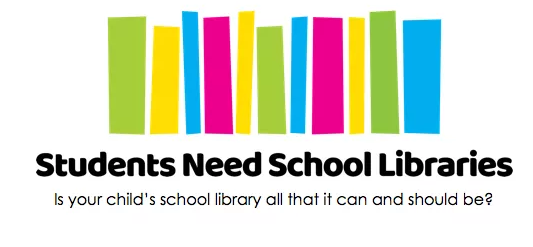 Students Need School Libraries
Is your child's school library all that it can and should be?